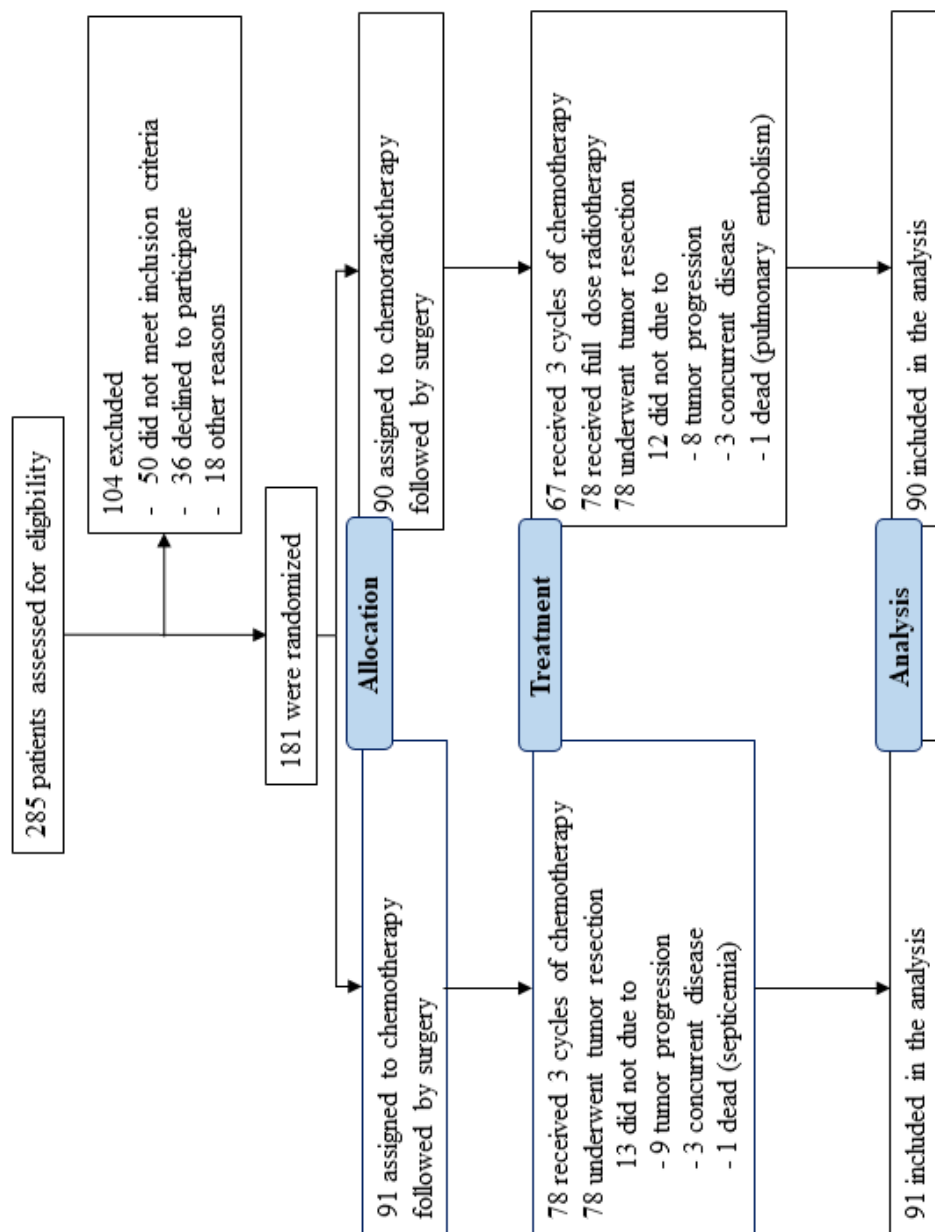 285 patients assessed for eligibility
104 excluded
- 50 did not meet inclusion criteria
- 36 declined to participate
- 18 other reasons
181 were randomized
Allocation
91 assigned to chemotherapy
followed by surgery
90 assigned to chemoradiotherapy
followed by surgery
Treatment
78 received 3 cycles of chemotherapy
78 underwent tumor resection
13 did not due to
- 9 tumor progression
- 3 concurrent disease
- 1 dead (septicemia)
67 received 3 cycles of chemotherapy
78 received full dose radiotherapy
78 underwent tumor resection
12 did not due to
- 8 tumor progression
- 3 concurrent disease
- 1 dead (pulmonary embolism)
Analysis
91 included in the analysis
90 included in the analysis